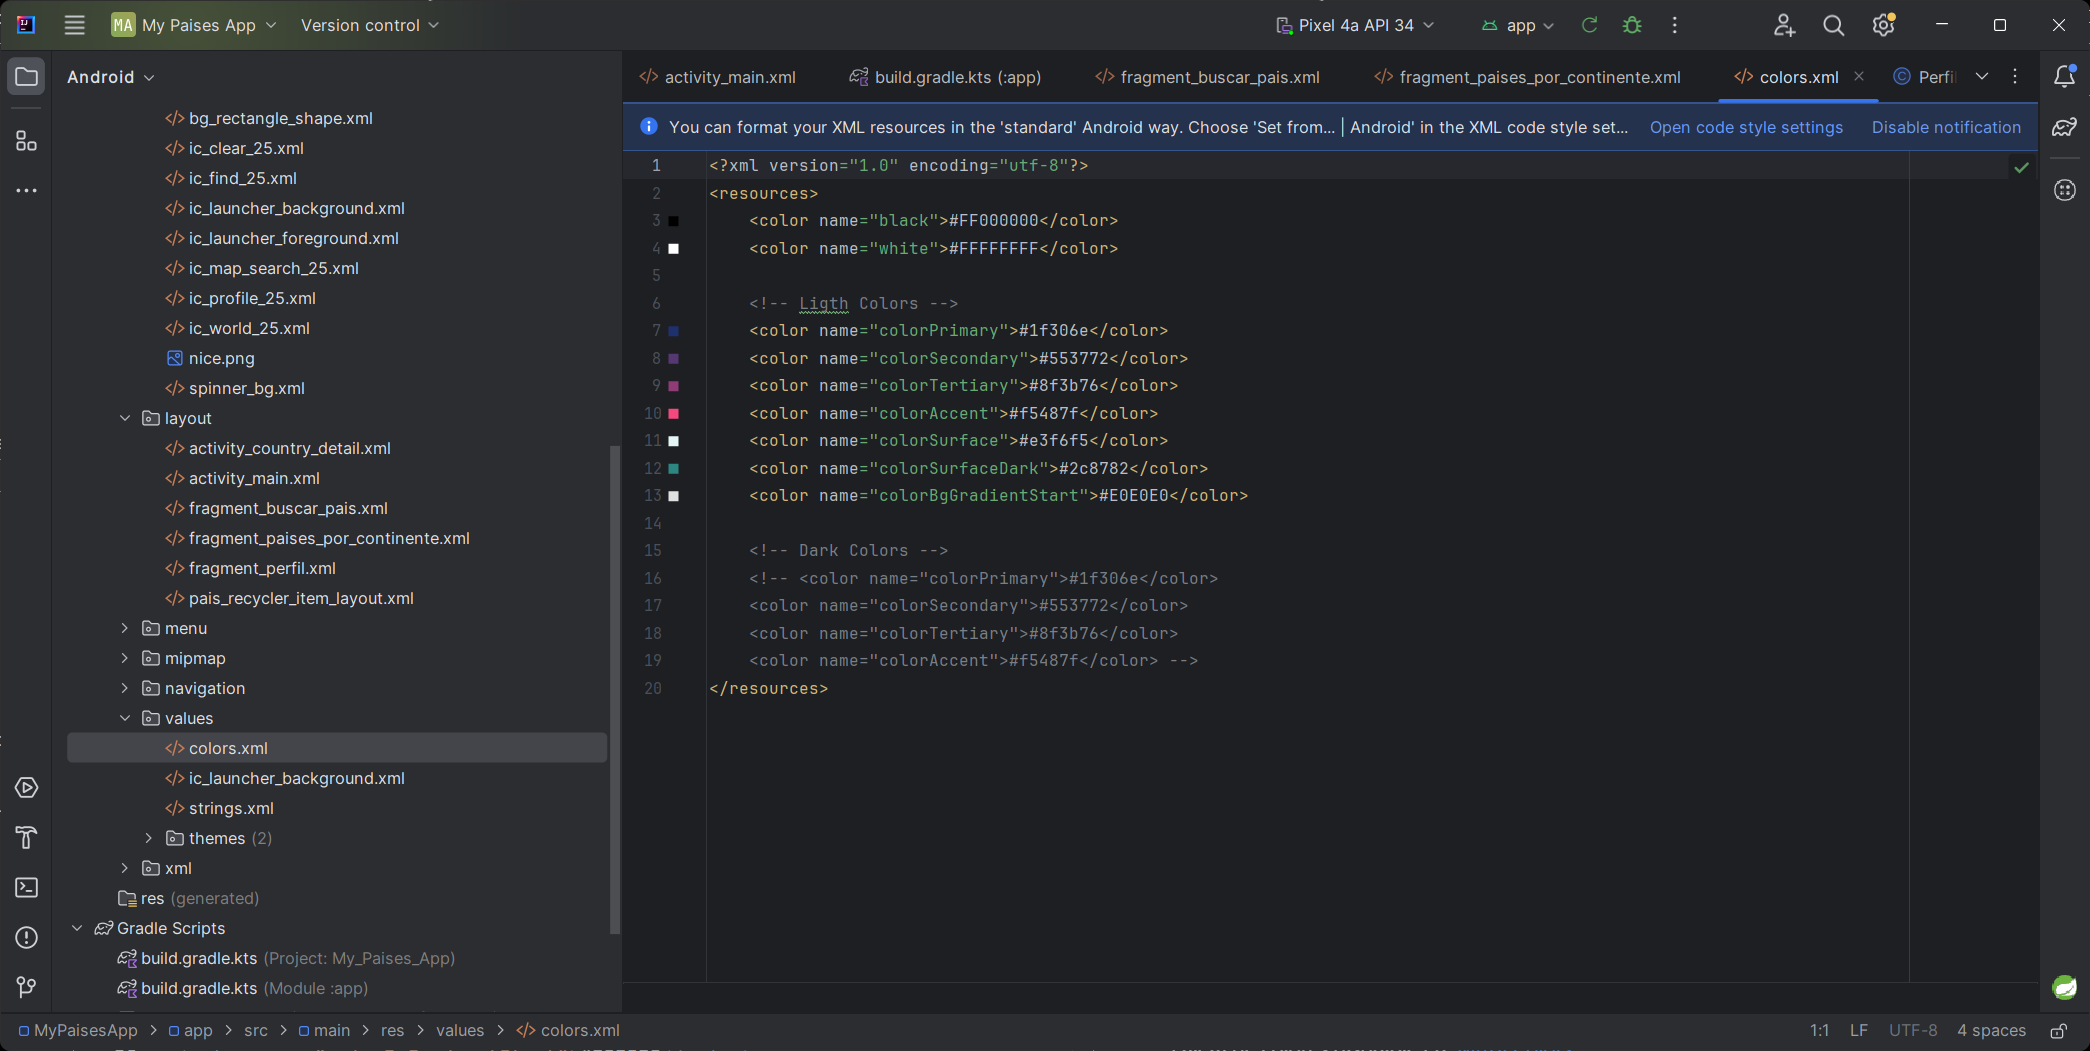 MA My Paises App
Version control
Pixel 4a API 34
app
Android
bg_rectangle_shape.xml
ic_clear_25.xml
ic_find_25.xml
ic_launcher_background.xml
ic_launcher_foreground.xml
ic_map_search_25.xml
ic_profile_25.xml
ic_world_25.xml
nice.png
spinner_bg.xml
layout
activity_country_detail.xml
activity_main.xml
fragment_buscar_pais.xml
fragment_paises_por_continente.xml
fragment_perfil.xml
pais_recycler_item_layout.xml
menu
mipmap
navigation
values
colors.xml
ic_launcher_background.xml
strings.xml
themes (2)
xml
res (generated)
Gradle Scripts
build.gradle.kts (Project: My_Paises_App)
build.gradle.kts (Module :app)
activity_main.xml
build.gradle.kts (:app)
fragment_buscar_pais.xml
fragment_paises_por_continente.xml
colors.xml
Perfi
You can format your XML resources in the 'standard' Android way. Choose 'Set from... | Android' in the XML code style set...
Open code style settings
Disable notification
1 <?xml version="1.0" encoding="utf-8"?>
2 <resources>
3 <color name="black">#FF000000</color>
4 <color name="white">#FFFFFFFF</color>
5
6 <!-- Ligth Colors -->
7 <color name="colorPrimary">#1f306e</color>
8 <color name="colorSecondary">#553772</color>
9 <color name="colorTertiary">#8f3b76</color>
10 <color name="colorAccent">#f5487f</color>
11 <color name="colorSurface">#e3f6f5</color>
12 <color name="colorSurfaceDark">#2c8782</color>
13 <color name="colorBgGradientStart">#E0E0E0</color>
14
15 <!-- Dark Colors -->
16 <!-- <color name="colorPrimary">#1f306e</color>
17 <color name="colorSecondary">#553772</color>
18 <color name="colorTertiary">#8f3b76</color>
19 <color name="colorAccent">#f5487f</color> -->
20 </resources>
MyPaisesApp > app > src > main > res > values > colors.xml
1:1 LF UTF-8 4 spaces